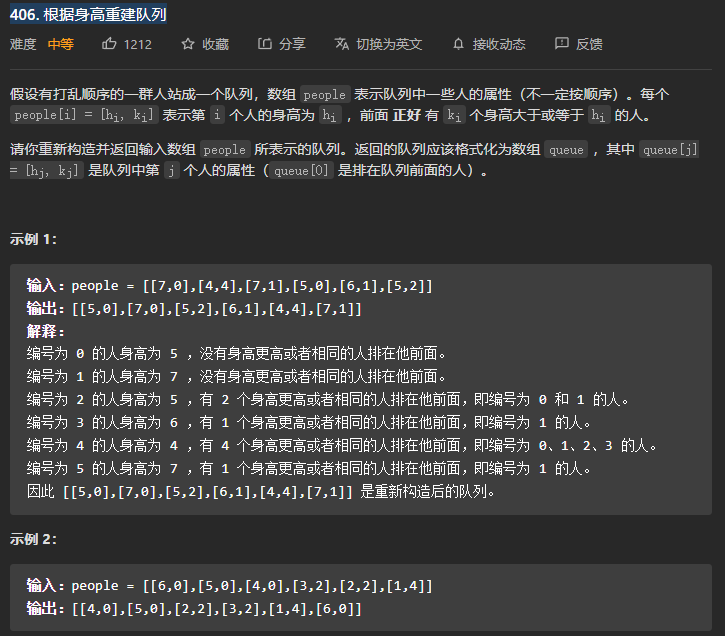 406. 根据身高重建队列
难度 中等 1212 收藏 分享 切换为英文 接收动态 反馈
假设有打乱顺序的一群人站成一个队列，数组 people 表示队列中一些人的属性（不一定按顺序）。每个
people[i] = [hi, ki] 表示第 i 个人的身高为 hi ，前面 正好 有 ki 个身高大于或等于 hi 的人。
请你重新构造并返回输入数组 people 所表示的队列。返回的队列应该格式化为数组 queue ，其中 queue[j]
= [hj, kj] 是队列中第 j 个人的属性（queue[0] 是排在队列前面的人）。
示例 1：
输入：people = [[7,0],[4,4],[7,1],[5,0],[6,1],[5,2]]
输出：[[5,0],[7,0],[5,2],[6,1],[4,4],[7,1]]
解释：
编号为 0 的人身高为 5 ，没有身高更高或者相同的人排在他前面。
编号为 1 的人身高为 7 ，没有身高更高或者相同的人排在他前面。
编号为 2 的人身高为 5 ，有 2 个身高更高或者相同的人排在他前面，即编号为 0 和 1 的人。
编号为 3 的人身高为 6 ，有 1 个身高更高或者相同的人排在他前面，即编号为 1 的人。
编号为 4 的人身高为 4 ，有 4 个身高更高或者相同的人排在他前面，即编号为 0、1、2、3 的人。
编号为 5 的人身高为 7 ，有 1 个身高更高或者相同的人排在他前面，即编号为 1 的人。
因此 [[5,0],[7,0],[5,2],[6,1],[4,4],[7,1]] 是重新构造后的队列。
示例 2：
输入：people = [[6,0],[5,0],[4,0],[3,2],[2,2],[1,4]]
输出：[[4,0],[5,0],[2,2],[3,2],[1,4],[6,0]]